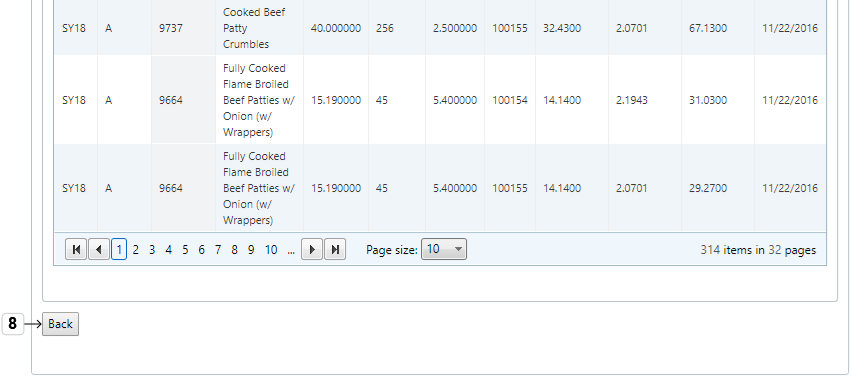 Cooked Beef
Patty
Crumbles
SY18 A 9737 40.000000 256 2.500000 100155 32.4300 2.0701 67.1300 11/22/2016
Fully Cooked
Flame Broiled
SY18 A 9664 Beef Patties w/ 15.190000 45 5.400000 100154 14.1400 2.1943 31.0300 11/22/2016
Onion (w/
Wrappers)
Fully Cooked
Flame Broiled
SY18 A 9664 Beef Patties w/ 15.190000 45 5.400000 100155 14.1400 2.0701 29.2700 11/22/2016
Onion (w/
Wrappers)
1 2 3 4 5 6 7 8 9 10 ... Page size: 10 314 items in 32 pages
8 Back